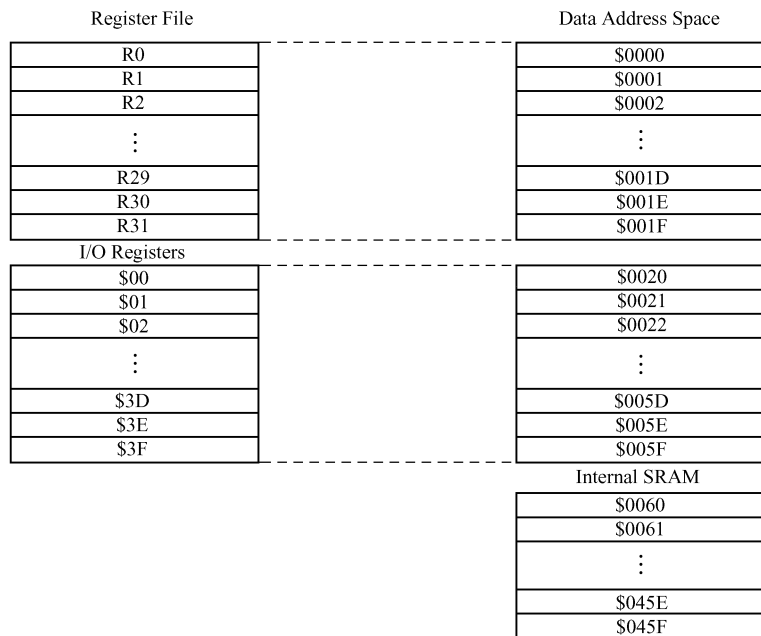 Register File Data Address Space
R0 $0000
R1 $0001
R2 $0002
⋮ ⋮
R29 $001D
R30 $001E
R31 $001F
I/O Registers
$00 $0020
$01 $0021
$02 $0022
⋮ ⋮
$3D $005D
$3E $005E
$3F $005F
Internal SRAM
$0060
$0061
⋮
$045E
$045F